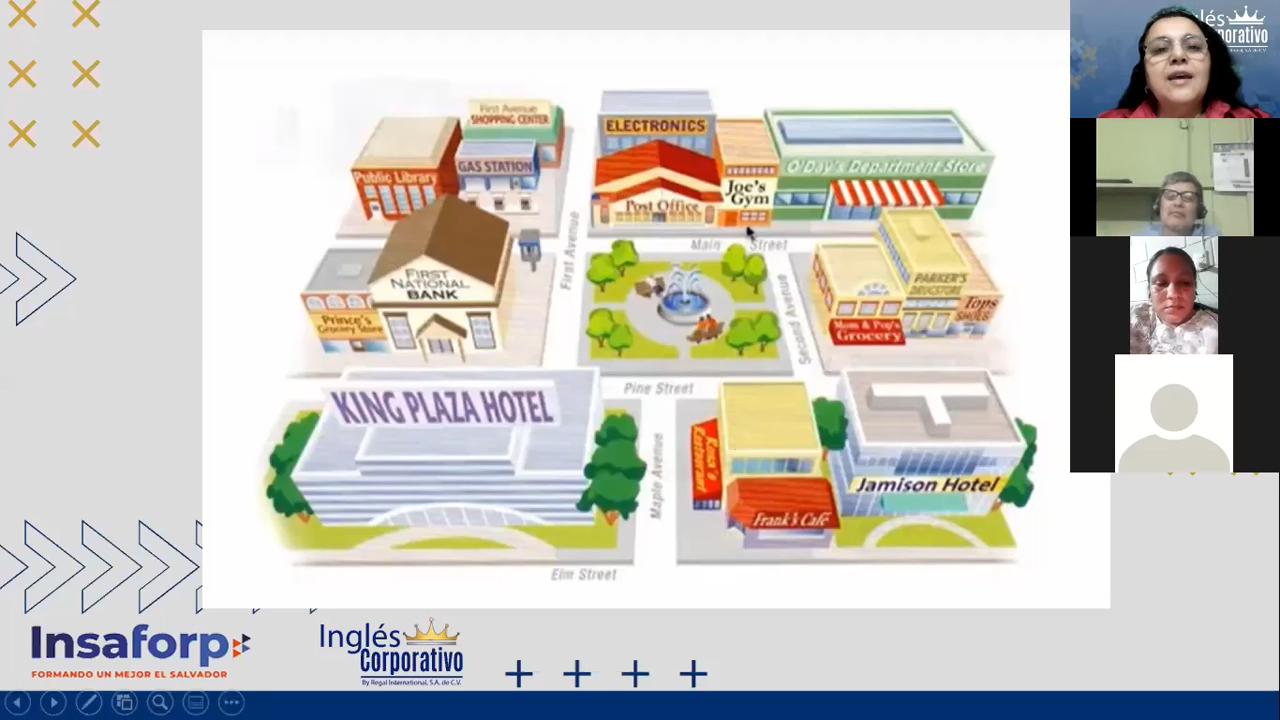 First Avenue
SHOPPING CENTER
GAS STATION
Public Library
ELECTRONICS
Post Office
Joe's
Gym
O'Day's Department Store
Main Street
First Avenue
Second Avenue
FIRST
NATIONAL
BANK
Prince's
Grocery Store
PARKER'S
DRUGSTORE
Tops
Mom & Pop's
Grocery
Pine Street
KING PLAZA HOTEL
Maple Avenue
Restaurant
Frank's Café
Jamison Hotel
Elm Street
Insaforp
FORMANDO UN MEJOR EL SALVADOR
Inglés
Corporativo
By Regal International, S.A. de C.V.